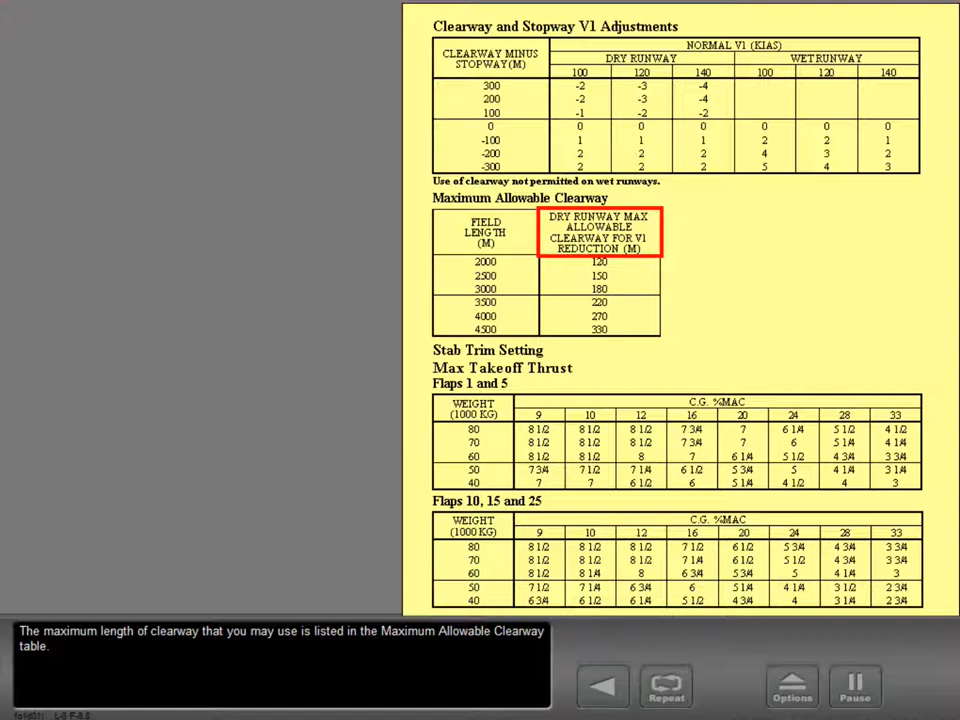 Clearway and Stopway V1 Adjustments
CLEARWAY MINUS STOPWAY (M) NORMAL V1 (KIAS)
DRY RUNWAY WET RUNWAY
100 120 140 100 120 140
300 -2 -3 -4
200 -2 -3 -4
100 -1 -2 -2
0 0 0 0 0 0 0
-100 1 1 1 2 2 1
-200 2 2 2 4 3 2
-300 2 2 2 5 4 3
Use of clearway not permitted on wet runways.
Maximum Allowable Clearway
FIELD LENGTH (M) DRY RUNWAY MAX ALLOWABLE CLEARWAY FOR V1 REDUCTION (M)
2000 120
2500 150
3000 180
3500 220
4000 270
4500 330
Stab Trim Setting
Max Takeoff Thrust
Flaps 1 and 5
WEIGHT (1000 KG) C.G. %MAC
9 10 12 16 20 24 28 33
80 8 1/2 8 1/2 8 1/2 7 3/4 7 6 1/4 5 1/2 4 1/2
70 8 1/2 8 1/2 8 1/2 7 3/4 7 6 5 1/4 4 1/4
60 8 1/2 8 1/2 8 7 6 1/4 5 1/2 4 3/4 3 3/4
50 7 3/4 7 1/2 7 1/4 6 1/2 5 3/4 5 4 1/4 3 1/4
40 7 7 6 1/2 6 5 1/4 4 1/2 4 3
Flaps 10, 15 and 25
WEIGHT (1000 KG) C.G. %MAC
9 10 12 16 20 24 28 33
80 8 1/2 8 1/2 8 1/2 7 1/2 6 1/2 5 3/4 4 3/4 3 3/4
70 8 1/2 8 1/2 8 1/2 7 1/4 6 1/2 5 1/2 4 3/4 3 3/4
60 8 1/2 8 1/4 8 6 3/4 5 3/4 5 4 1/4 3
50 7 1/2 7 1/4 6 3/4 6 5 1/4 4 1/4 3 1/2 2 3/4
40 6 3/4 6 1/2 6 1/4 5 1/2 4 3/4 4 3 1/4 2 3/4
The maximum length of clearway that you may use is listed in the Maximum Allowable Clearway
table.
Repeat Options Pause